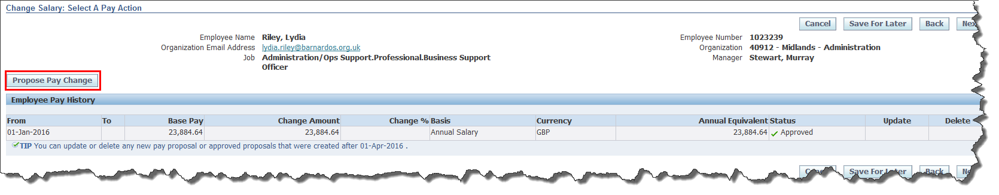 Change Salary: Select A Pay Action
Cancel Save For Later Back
Employee Name Riley, Lydia Employee Number 1023239
Organization Email Address lydia.riley@barnardos.org.uk Organization 40912 - Midlands - Administration
Job Administration/Ops Support.Professional.Business Support Manager Stewart, Murray
Officer
Propose Pay Change
Employee Pay History
From To Base Pay Change Amount Change % Basis Currency Annual Equivalent Status Update Delete
01-Jan-2016 23,884.64 23,884.64 Annual Salary GBP 23,884.64 Approved
TIP You can update or delete any new pay proposal or approved proposals that were created after 01-Apr-2016 .
Save For Later Back